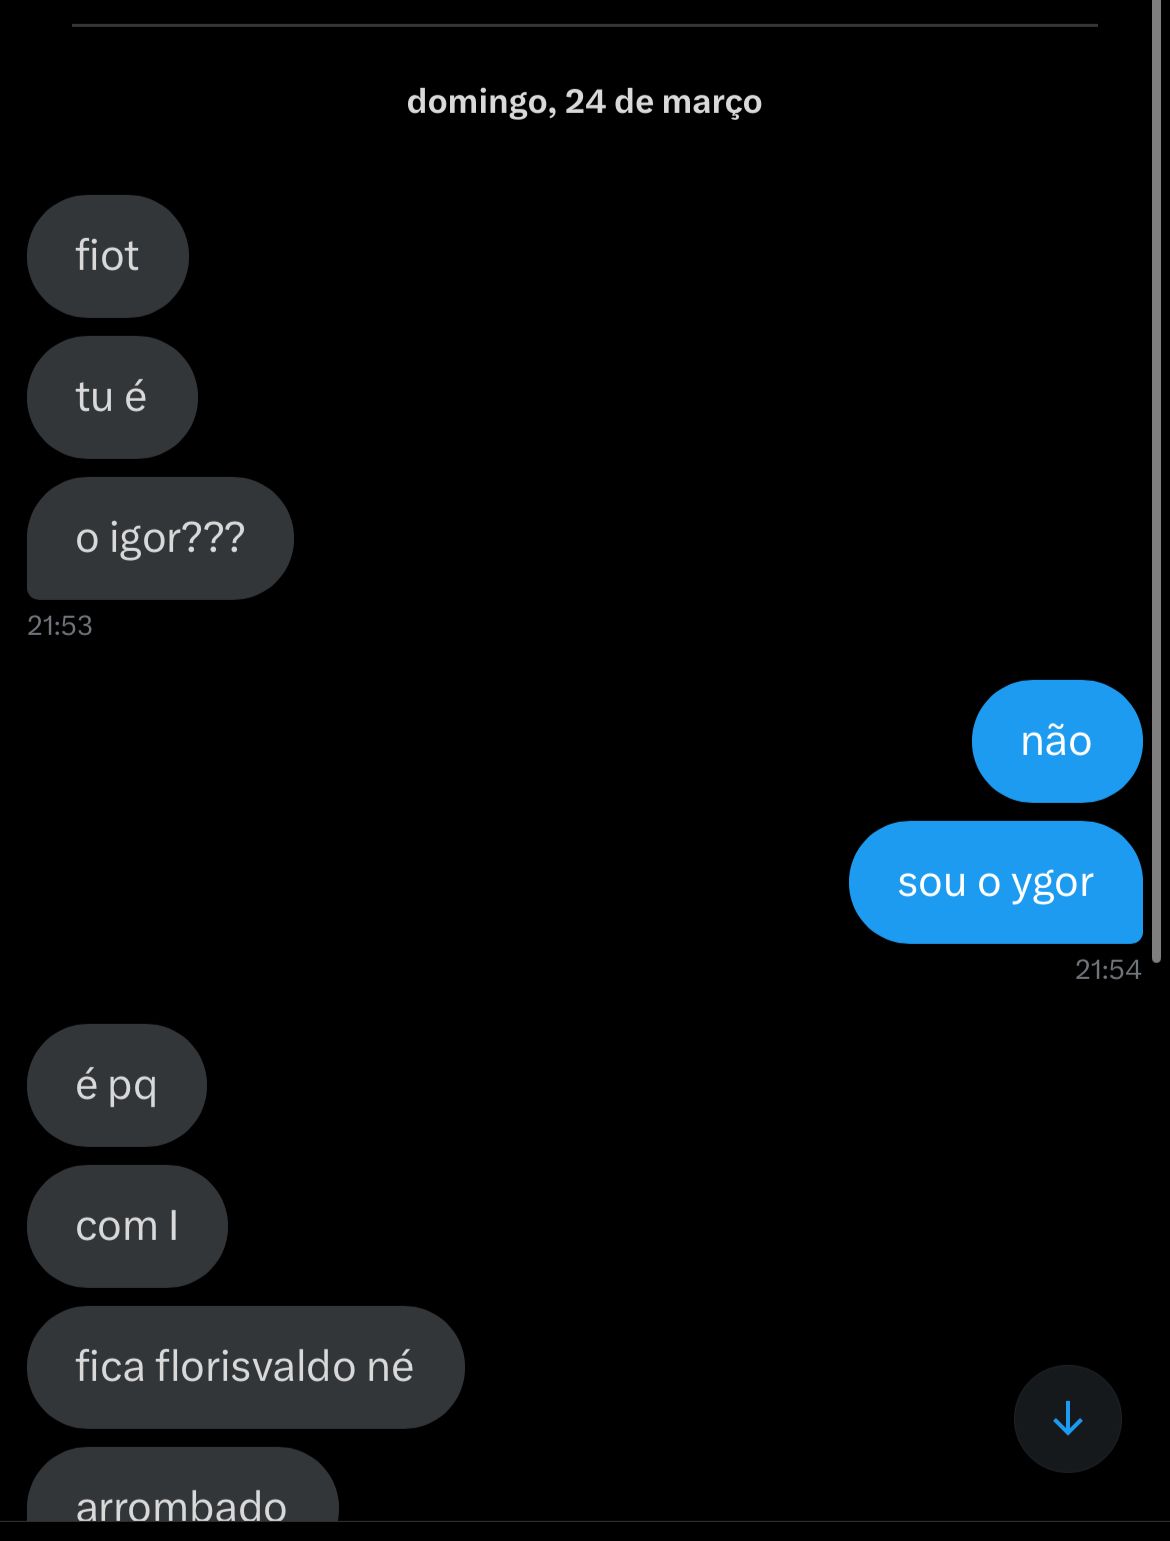 domingo, 24 de março
fiot
tu é
o igor???
21:53
não
sou o ygor
21:54
é pq
com I
fica florisvaldo né
arrombado